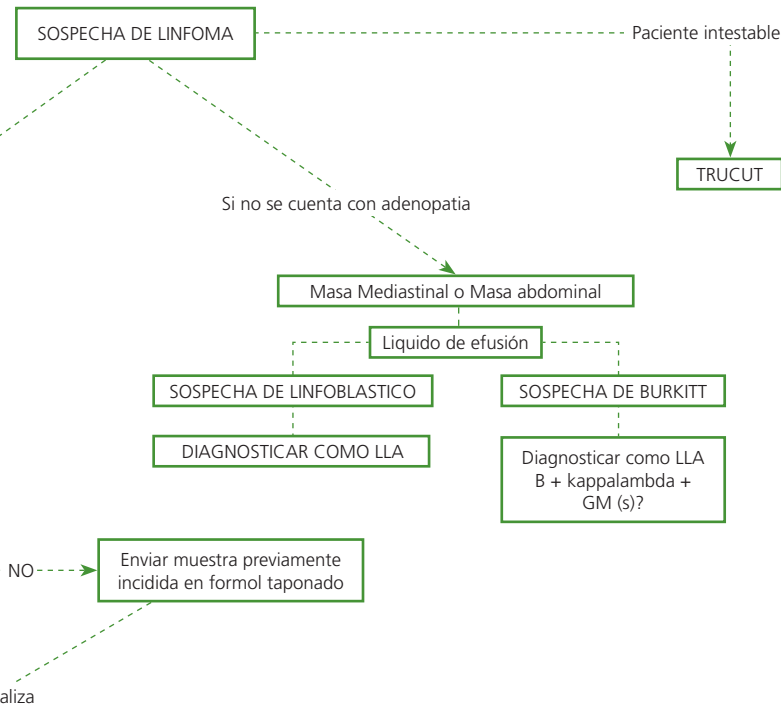 SOSPECHA DE LINFOMA
Paciente intestable
TRUCUT
Si no se cuenta con adenopatia
Masa Mediastinal o Masa abdominal
Liquido de efusión
SOSPECHA DE LINFOBLASTICO
SOSPECHA DE BURKITT
DIAGNOSTICAR COMO LLA
Diagnosticar como LLA
B + kappalambda +
GM (s)?
NO
Enviar muestra previamente
incidida en formol taponado
aliza